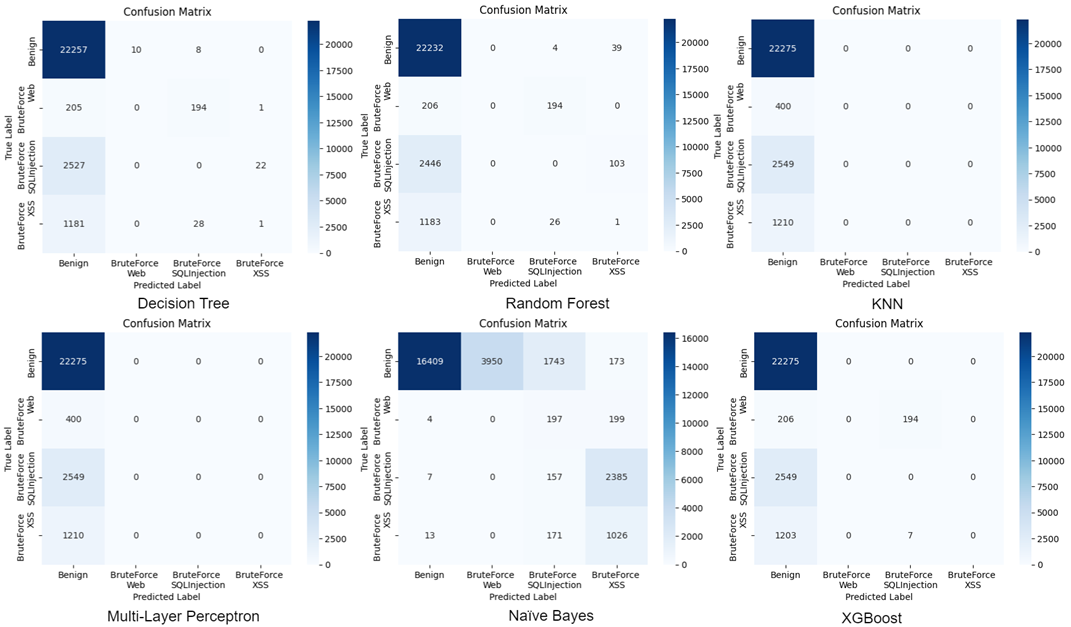 Confusion Matrix
Confusion Matrix
Confusion Matrix
True Label
Benign
22257 10 8 0
BruteForce Web
205 0 194 1
BruteForce SQLInjection
2527 0 0 22
BruteForce XSS
1181 28 1
0
20000
17500
15000
12500
10000
7500
5000
2500
0
Benign
BruteForce Web
BruteForce SQLInjection
BruteForce XSS
Predicted Label
Decision Tree
True Label
Benign
22232 0 4 39
BruteForce Web
206 0 194 0
BruteForce SQLInjection
2446 0 0 103
BruteForce XSS
1183 0 26 1
20000
17500
15000
12500
10000
7500
5000
2500
0
Benign
BruteForce Web
BruteForce SQLInjection
BruteForce XSS
Predicted Label
Random Forest
True Label
Benign
22275 0 0 0
BruteForce Web
400 0 0 0
BruteForce SQLInjection
2549 0 0 0
BruteForce XSS
1210 0 0 0
20000
17500
15000
12500
10000
7500
5000
2500
0
Benign
BruteForce Web
BruteForce SQLInjection
BruteForce XSS
Predicted Label
KNN
Confusion Matrix
True Label
Benign
22275 0 0 0
BruteForce Web
400 0 0 0
BruteForce SQLInjection
2549 0 0 0
BruteForce XSS
1210 0 0 0
20000
17500
15000
12500
10000
7500
5000
2500
0
Benign
BruteForce Web
BruteForce SQLInjection
BruteForce XSS
Predicted Label
Multi-Layer Perceptron
Confusion Matrix
True Label
Benign
16409 3950 1743 173
BruteForce Web
4 0 197 199
BruteForce SQLInjection
7 0 157 2385
BruteForce XSS
13 0 171 1026
16000
14000
12000
10000
8000
6000
4000
2000
0
Benign
BruteForce Web
BruteForce SQLInjection
BruteForce XSS
Predicted Label
Naïve Bayes
Confusion Matrix
True Label
Benign
22275 0 0 0
BruteForce Web
206 0 194 0
BruteForce SQLInjection
2549 0 0 0
BruteForce XSS
1203 0 7 0
20000
17500
15000
12500
10000
7500
5000
2500
0
Benign
BruteForce Web
BruteForce SQLInjection
BruteForce XSS
Predicted Label
XGBoost